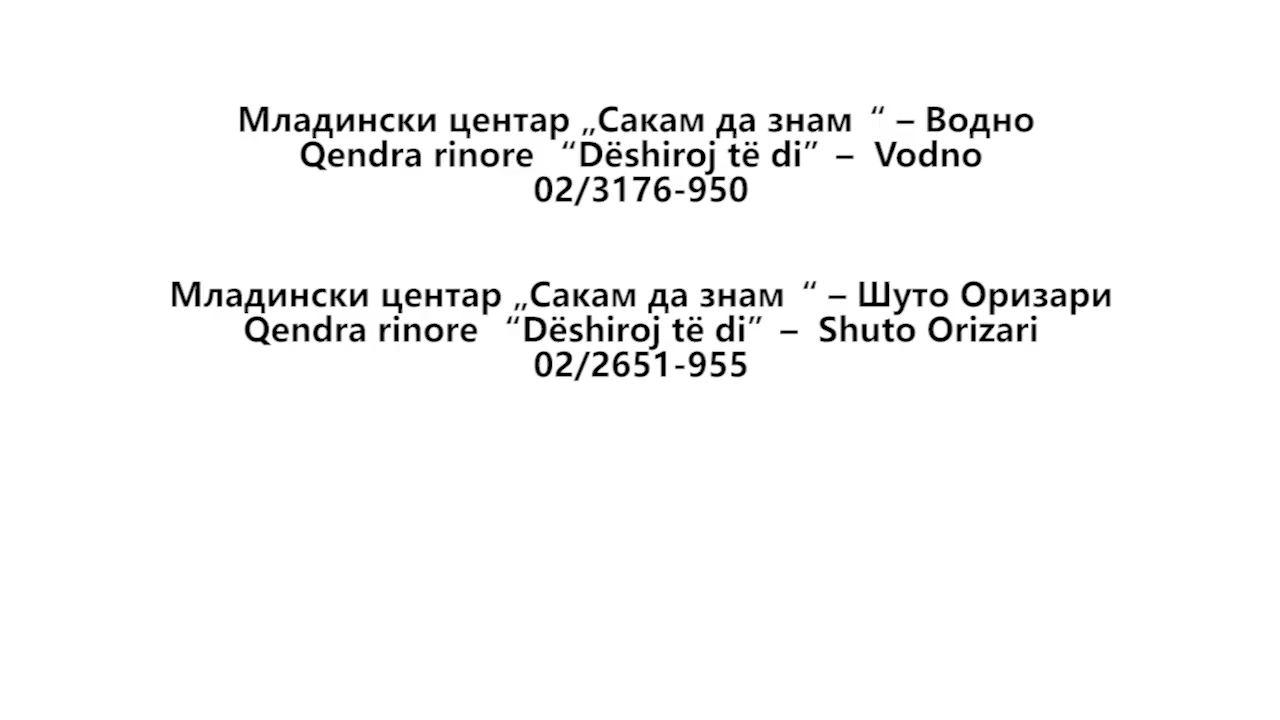 Младински центар „Сакам да знам “ – Водно
Qendra rinore “Dëshiroj të di” – Vodno
02/3176-950
Младински центар „Сакам да знам “ – Шуто Оризари
Qendra rinore “Dëshiroj të di” – Shuto Orizari
02/2651-955